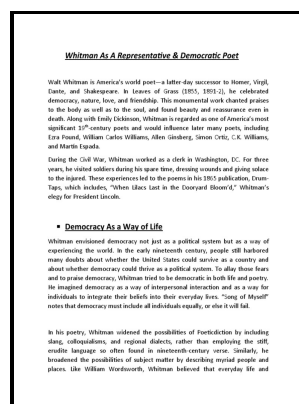 Whitman As A Representative & Democratic Poet
Walt Whitman is America's world poet—a latter-day successor to Homer, Virgil,
Dante, and Shakespeare. In Leaves of Grass (1855, 1891-2), he celebrated
democracy, nature, love, and friendship. This monumental work chanted praises
to the body as well as to the soul, and found beauty and reassurance even in
death. Along with Emily Dickinson, Whitman is regarded as one of America's most
significant 19th-century poets and would influence later many poets, including
Ezra Pound, William Carlos Williams, Allen Ginsberg, Simon Ortiz, C.K. Williams,
and Martín Espada.
During the Civil War, Whitman worked as a clerk in Washington, DC. For three
years, he visited soldiers during his spare time, dressing wounds and giving solace
to the injured. These experiences led to the poems in his 1865 publication, Drum-
Taps, which includes, "When Lilacs Last in the Dooryard Bloom'd," Whitman's
elegy for President Lincoln.
▪ Democracy As a Way of Life
Whitman envisioned democracy not just as a political system but as a way of
experiencing the world. In the early nineteenth century, people still harbored
many doubts about whether the United States could survive as a country and
about whether democracy could thrive as a political system. To allay those fears
and to praise democracy, Whitman tried to be democratic in both life and poetry.
He imagined democracy as a way of interpersonal interaction and as a way for
individuals to integrate their beliefs into their everyday lives. "Song of Myself"
notes that democracy must include all individuals equally, or else it will fail.
In his poetry, Whitman widened the possibilities of Poeticdiction by including
slang, colloquialisms, and regional dialects, rather than employing the stiff,
erudite language so often found in nineteenth-century verse. Similarly, he
broadened the possibilities of subject matter by describing myriad people and
places. Like William Wordsworth, Whitman believed that everyday life and